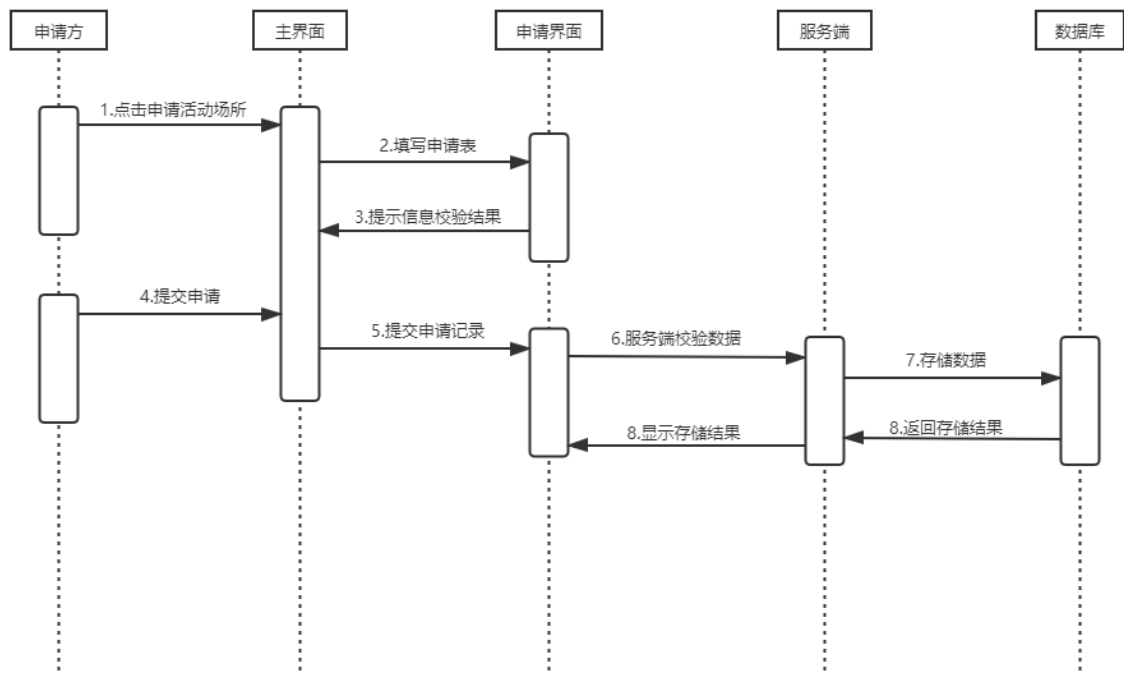 申请方
主界面
申请界面
服务端
数据库
1.点击申请活动场所
2.填写申请表
3.提示信息校验结果
4.提交申请
5.提交申请记录
6.服务端校验数据
7.存储数据
8.返回存储结果
8.显示存储结果